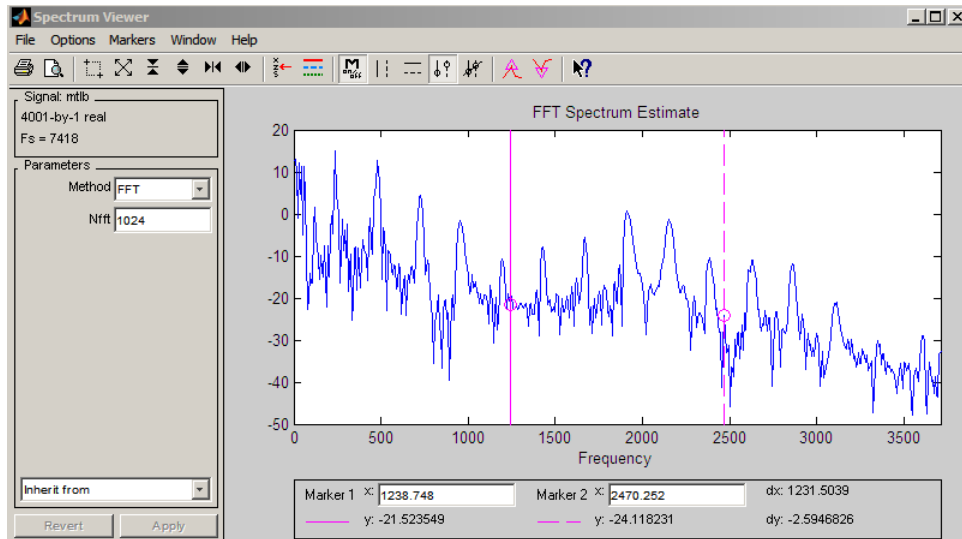 Spectrum Viewer
File Options Markers Window Help
Signal: mtlb
4001-by-1 real
Fs = 7418
Parameters
Method FFT
Nfft 1024
Inherit from
Revert Apply
FFT Spectrum Estimate
20
10
0
-10
-20
-30
-40
-50
0 500 1000 1500 2000 2500 3000 3500
Frequency
Marker 1 x: 1238.748 Marker 2 x: 2470.252 dx: 1231.5039
y: -21.523549 y: -24.118231 dy: -2.5946826